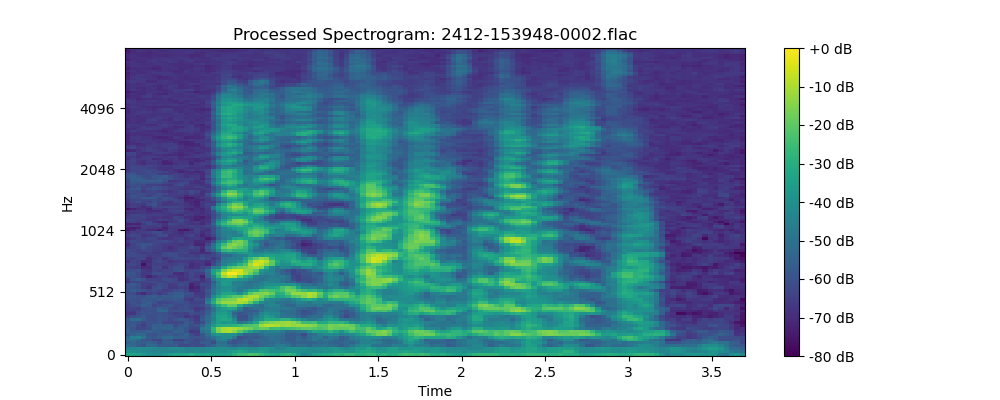 Processed Spectrogram: 2412-153948-0002.flac
Hz
4096
2048
1024
512
0
0 0.5 1 1.5 2 2.5 3 3.5
Time
+0 dB
-10 dB
-20 dB
-30 dB
-40 dB
-50 dB
-60 dB
-70 dB
-80 dB